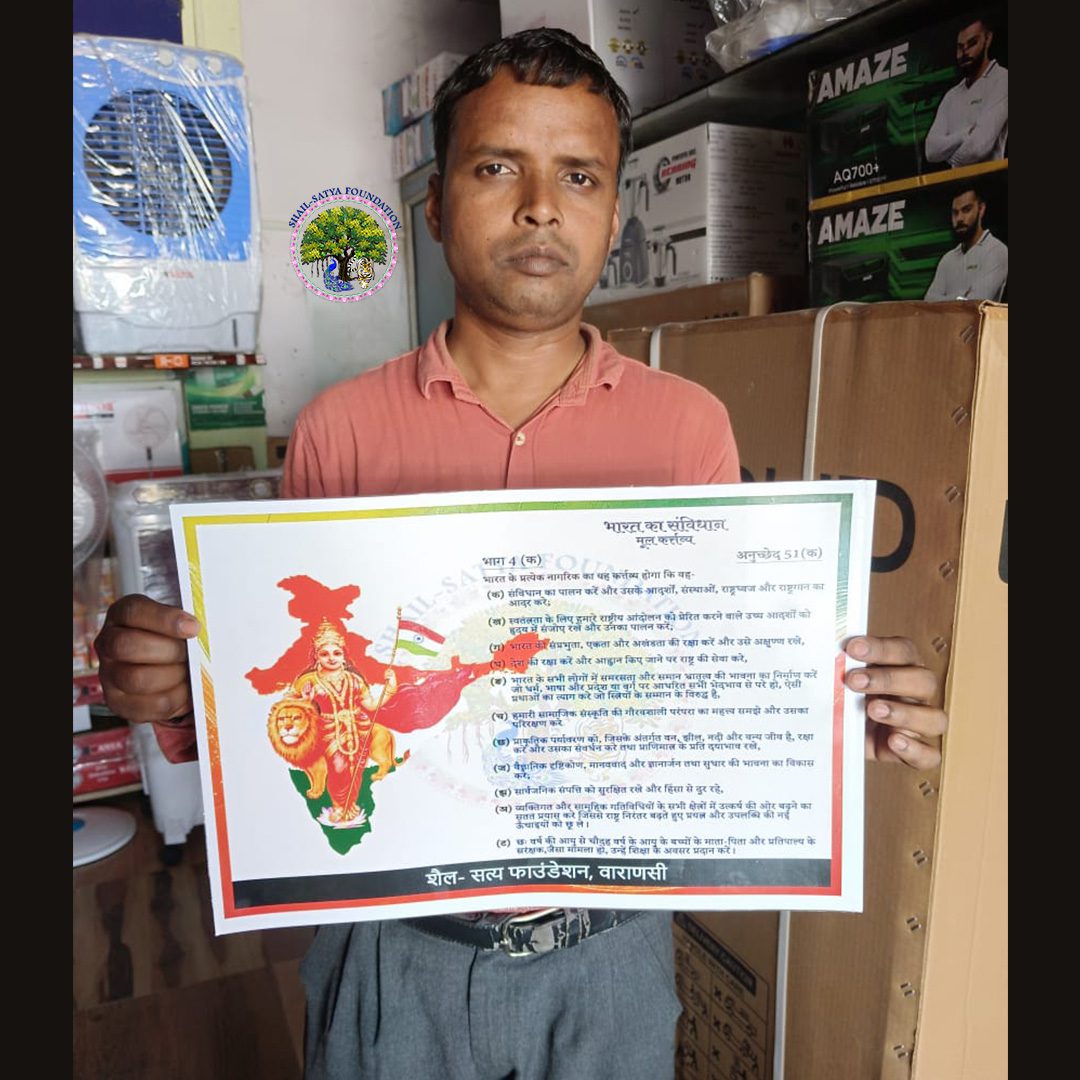 SHAIL-SATYA FOUNDATION
AMAZE
AQ700+
AMAZE
भारत का संविधान
मूल कर्त्तव्य
भाग 4 (क)
अनुच्छेद 51(क)
भारत के प्रत्येक नागरिक का यह कर्त्तव्य होगा कि वह-
(क) संविधान का पालन करें और उसके आदर्शों, संस्थाओं, राष्ट्रध्वज और राष्ट्रगान का
आदर करे;
(ख) स्वतंत्रता के लिए हमारे राष्ट्रीय आंदोलन को प्रेरित करने वाले उच्च आदर्शों को
हृदय में संजोए रखे और उनका पालन करें;
(ग) भारत की संप्रभुता, एकता और अखंडता की रक्षा करें और उसे अक्षुण्ण रखे,
(घ) देश की रक्षा करें और आह्वान किए जाने पर राष्ट्र की सेवा करे,
(ङ) भारत के सभी लोगों में समरसता और समान भ्रातृत्व की भावना का निर्माण करें
जो धर्म, भाषा और प्रदेश या वर्ग पर आधारित सभी भेदभाव से परे हो, ऐसी
प्रथाओं का त्याग करे जो स्त्रियों के सम्मान के विरुद्ध है,
(च) हमारी सामाजिक संस्कृति की गौरवशाली परंपरा का महत्त्व समझे और उसका
परिरक्षण करे
(छ) प्राकृतिक पर्यावरण की, जिसके अंतर्गत वन, झील, नदी और वन्य जीव है, रक्षा
करें और उसका संवर्धन करे तथा प्राणिमात्र के प्रति दयाभाव रखे,
(ज) वैज्ञानिक दृष्टिकोण, मानववाद और ज्ञानार्जन तथा सुधार की भावना का विकास
करे;
(झ) सार्वजनिक संपत्ति को सुरक्षित रखे और हिंसा से दूर रहे,
(ञ) व्यक्तिगत और सामूहिक गतिविधियों के सभी क्षेत्रों में उत्कर्ष की ओर बढ़ने का
सतत प्रयास करे जिससे राष्ट्र निरंतर बढ़ते हुए प्रयत्न और उपलब्धि की नई
ऊँचाइयों को छू ले।
(ट) छः वर्ष की आयु से चौदह वर्ष के आयु के बच्चों के माता-पिता और प्रतिपाल्य के
संरक्षक,जैसा मामला हो, उन्हें शिक्षा के अवसर प्रदान करें।
शैल- सत्य फाउंडेशन, वाराणसी